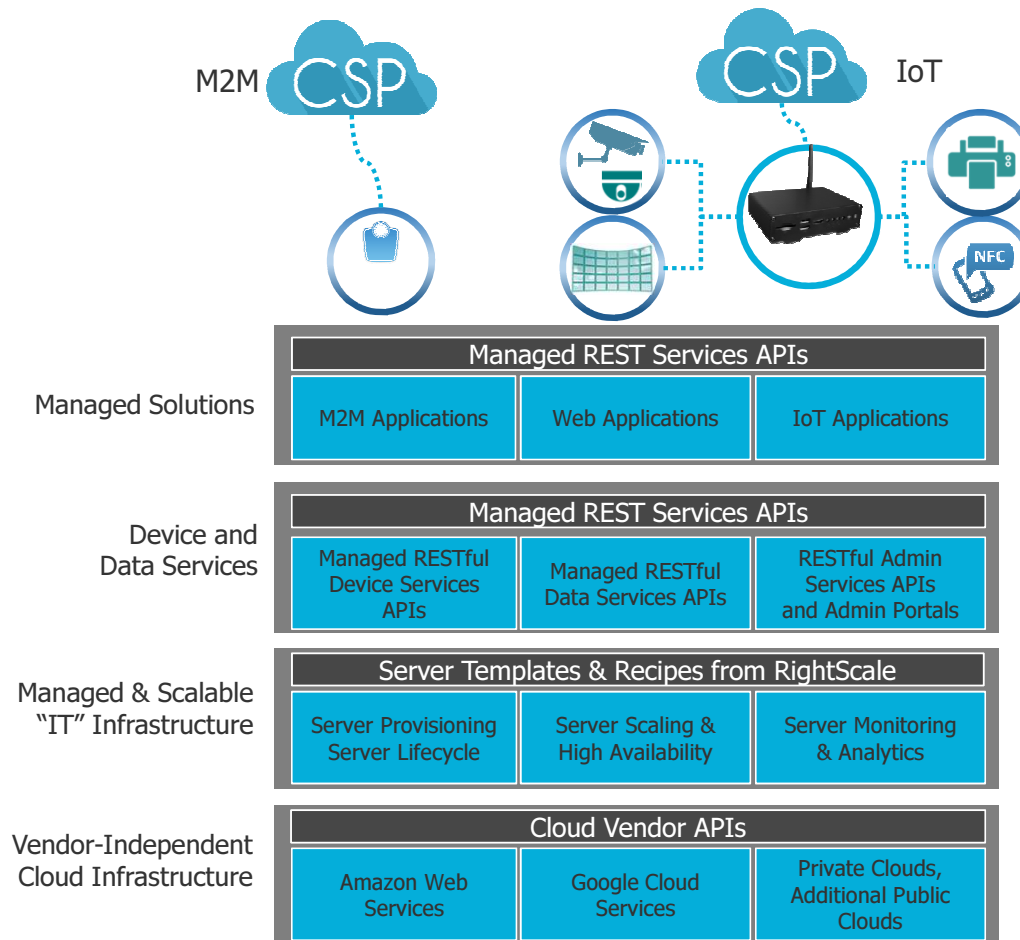 M2M
CSP
CSP
IoT
NFC
Managed Solutions
Managed REST Services APIs
M2M Applications
Web Applications
IoT Applications
Device and
Data Services
Managed REST Services APIs
Managed RESTful
Device Services
APIs
Managed RESTful
Data Services APIs
RESTful Admin
Services APIs
and Admin Portals
Managed & Scalable
“IT” Infrastructure
Server Templates & Recipes from RightScale
Server Provisioning
Server Lifecycle
Server Scaling &
High Availability
Server Monitoring
& Analytics
Vendor-Independent
Cloud Infrastructure
Cloud Vendor APIs
Amazon Web
Services
Google Cloud
Services
Private Clouds,
Additional Public
Clouds